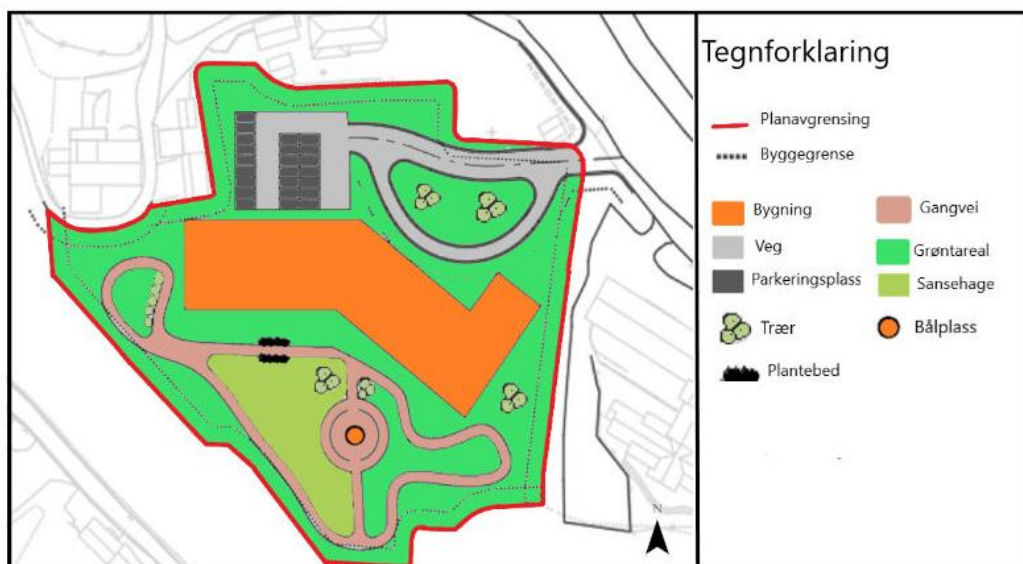 Tegnforklaring
Planavgrensing
Byggegrense
Bygning
Gangvei
Veg
Grøntareal
Parkeringsplass
Sansehage
Trær
Bålplass
Plantebed
N